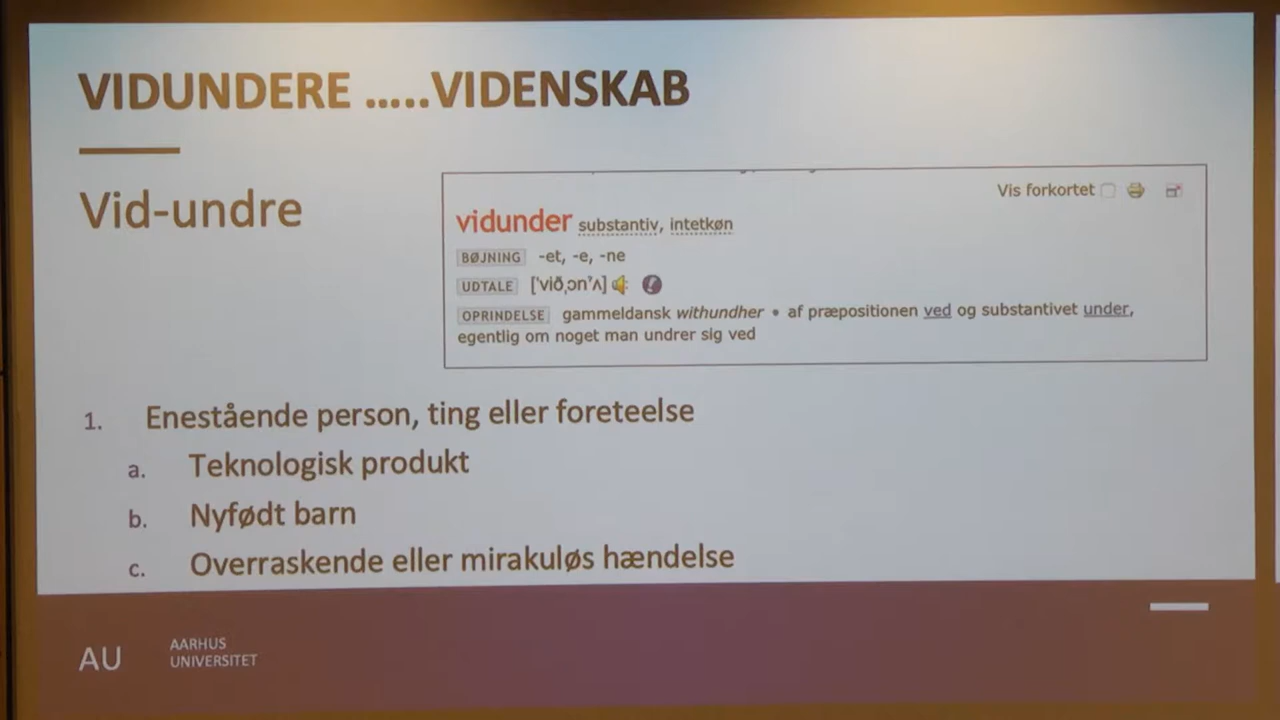 VIDUNDERE .....VIDENSKAB
Vid-undre
Vis forkortet
vidunder substantiv, intetkøn
BØJNING -et, -e, -ne
UDTALE [ˈviðˌɔnˀʌ]
OPRINDELSE gammeldansk withundher • af præpositionen ved og substantivet under,
egentlig om noget man undrer sig ved
1. Enestående person, ting eller foreteelse
a. Teknologisk produkt
b. Nyfødt barn
c. Overraskende eller mirakuløs hændelse
AU
AARHUS
UNIVERSITET